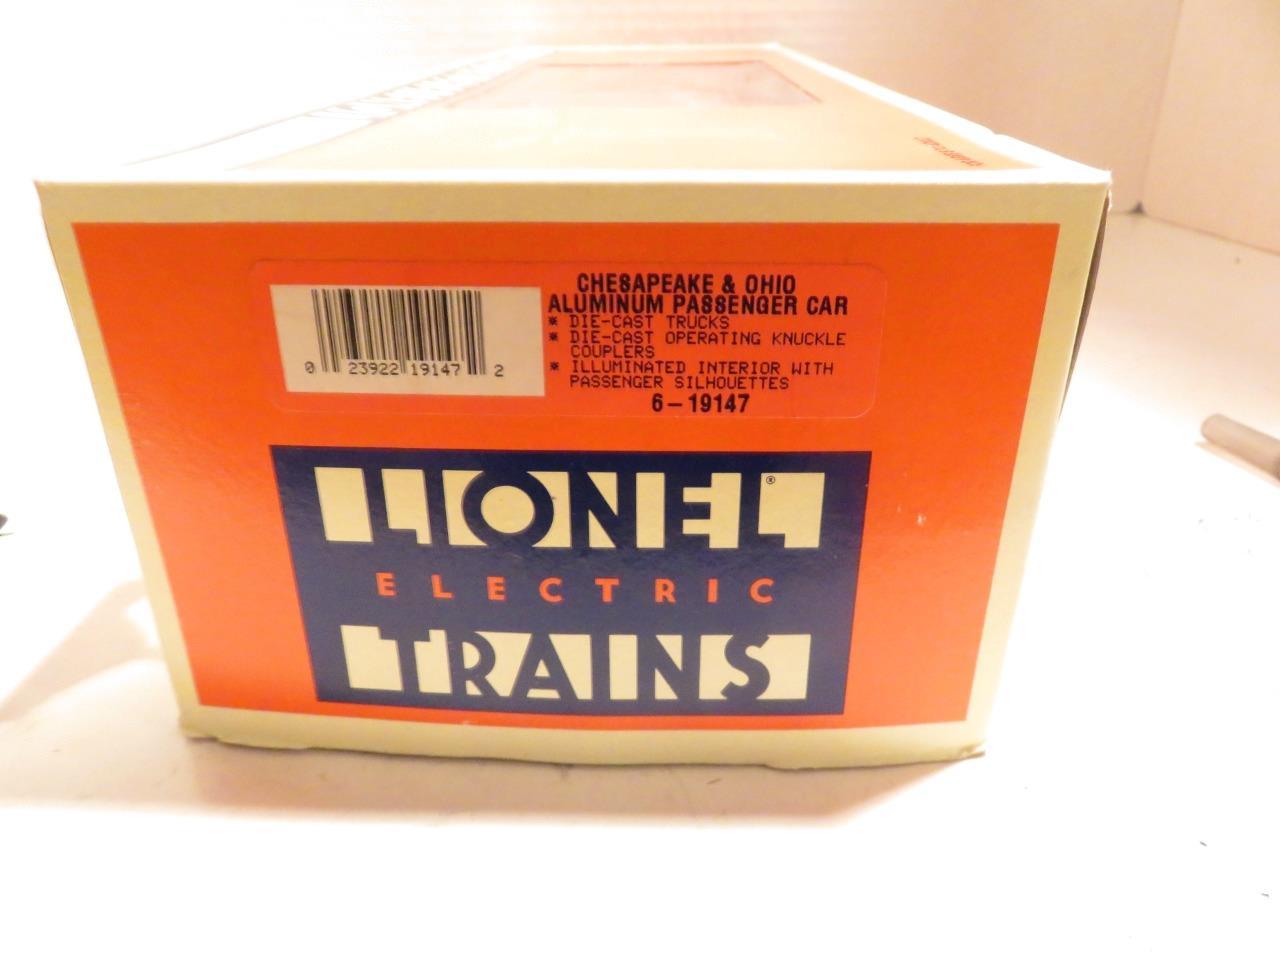 CHESAPEAKE & OHIO
ALUMINUM PASSENGER CAR
* DIE-CAST TRUCKS
* DIE-CAST OPERATING KNUCKLE
COUPLERS
* ILLUMINATED INTERIOR WITH
PASSENGER SILHOUETTES
6-19147
0 23922 19147 2
LIONEL®
ELECTRIC
TRAINS